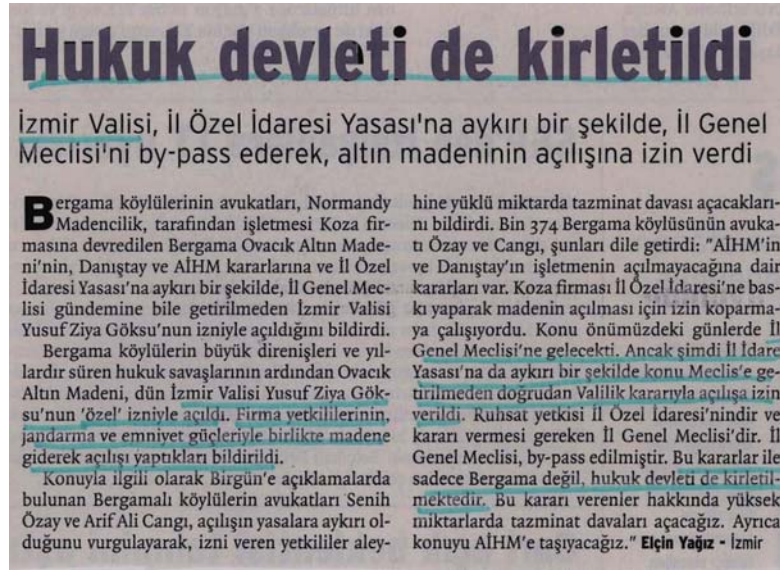 Hukuk devleti de kirletildi
İzmir Valisi, İl Özel İdaresi Yasası'na aykırı bir şekilde, İl Genel
Meclisi'ni by-pass ederek, altın madeninin açılışına izin verdi
Bergama köylülerinin avukatları, Normandy
Madencilik, tarafından işletmesi Koza fir-
masına devredilen Bergama Ovacık Altın Made-
ni'nin, Danıştay ve AİHM kararlarına ve İl Özel
İdaresi Yasası'na aykırı bir şekilde, İl Genel Mec-
lisi gündemine bile getirilmeden İzmir Valisi
Yusuf Ziya Göksu'nun izniyle açıldığını bildirdi.
Bergama köylülerin büyük direnişleri ve yıl-
lardır süren hukuk savaşlarının ardından Ovacık
Altın Madeni, dün İzmir Valisi Yusuf Ziya Gök-
su'nun 'özel' izniyle açıldı. Firma yetkililerinin,
jandarma ve emniyet güçleriyle birlikte madene
giderek açılışı yaptıkları bildirildi.
Konuyla ilgili olarak Birgün'e açıklamalarda
bulunan Bergamalı köylülerin avukatları Senih
Özay ve Arif Ali Cangı, açılışın yasalara aykırı ol-
duğunu vurgulayarak, izni veren yetkililer aley-
hine yüklü miktarda tazminat davası açacakları-
nı bildirdi. Bin 374 Bergama köylüsünün avuka-
tı Özay ve Cangı, şunları dile getirdi: "AİHM'in
ve Danıştay'ın işletmenin açılmayacağına dair
kararları var. Koza firması İl Özel İdaresi'ne bas-
kı yaparak madenin açılması için izin koparma-
ya çalışıyordu. Konu önümüzdeki günlerde İl
Genel Meclisi'ne gelecekti. Ancak şimdi İl İdare
Yasası'na da aykırı bir şekilde konu Meclis'e ge-
tirilmeden doğrudan Valilik kararıyla açılışa izin
verildi. Ruhsat yetkisi İl Özel İdaresi'nindir ve
kararı vermesi gereken İl Genel Meclisi'dir. İl
Genel Meclisi, by-pass edilmiştir. Bu kararlar ile
sadece Bergama değil, hukuk devleti de kirletil-
mektedir. Bu kararı verenler hakkında yüksek
miktarlarda tazminat davaları açacağız. Ayrıca
konuyu AİHM'e taşıyacağız." Elçin Yağız - İzmir